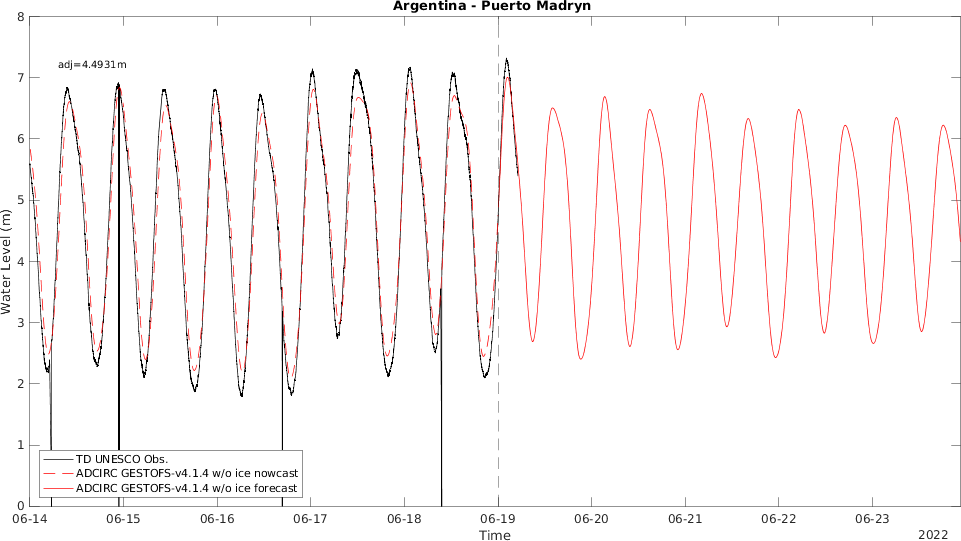 Argentina - Puerto Madryn
8
adj=4.4931m
7
6
5
4
3
2
1
0
Water Level (m)
TD UNESCO Obs.
ADCIRC GESTOFS-v4.1.4 w/o ice nowcast
ADCIRC GESTOFS-v4.1.4 w/o ice forecast
06-14 06-15 06-16 06-17 06-18 06-19 06-20 06-21 06-22 06-23
Time
2022